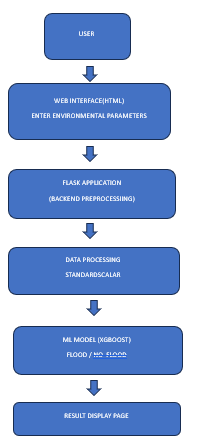 USER
WEB INTERFACE(HTML)
ENTER ENVIRONMENTAL PARAMETERS
FLASK APPLICATION
(BACKEND PREPROCESSIING)
DATA PROCESSING
STANDARDSCALAR
ML MODEL (XGBOOST)
FLOOD / NO FLOOD
RESULT DISPLAY PAGE